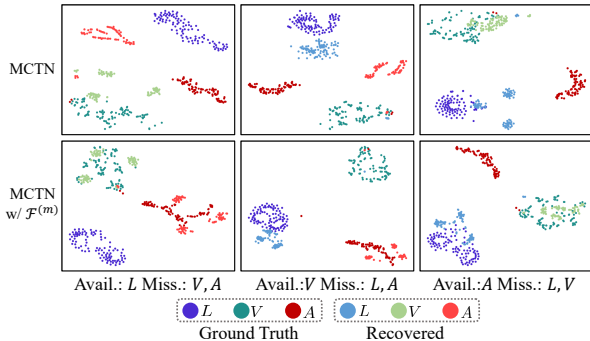 MCTN
MCTN
w/ ℱ⁽ᵐ⁾
Avail.: L Miss.: V, A
Avail.:V Miss.: L, A
Avail.:A Miss.: L, V
L V A L V A
Ground Truth Recovered